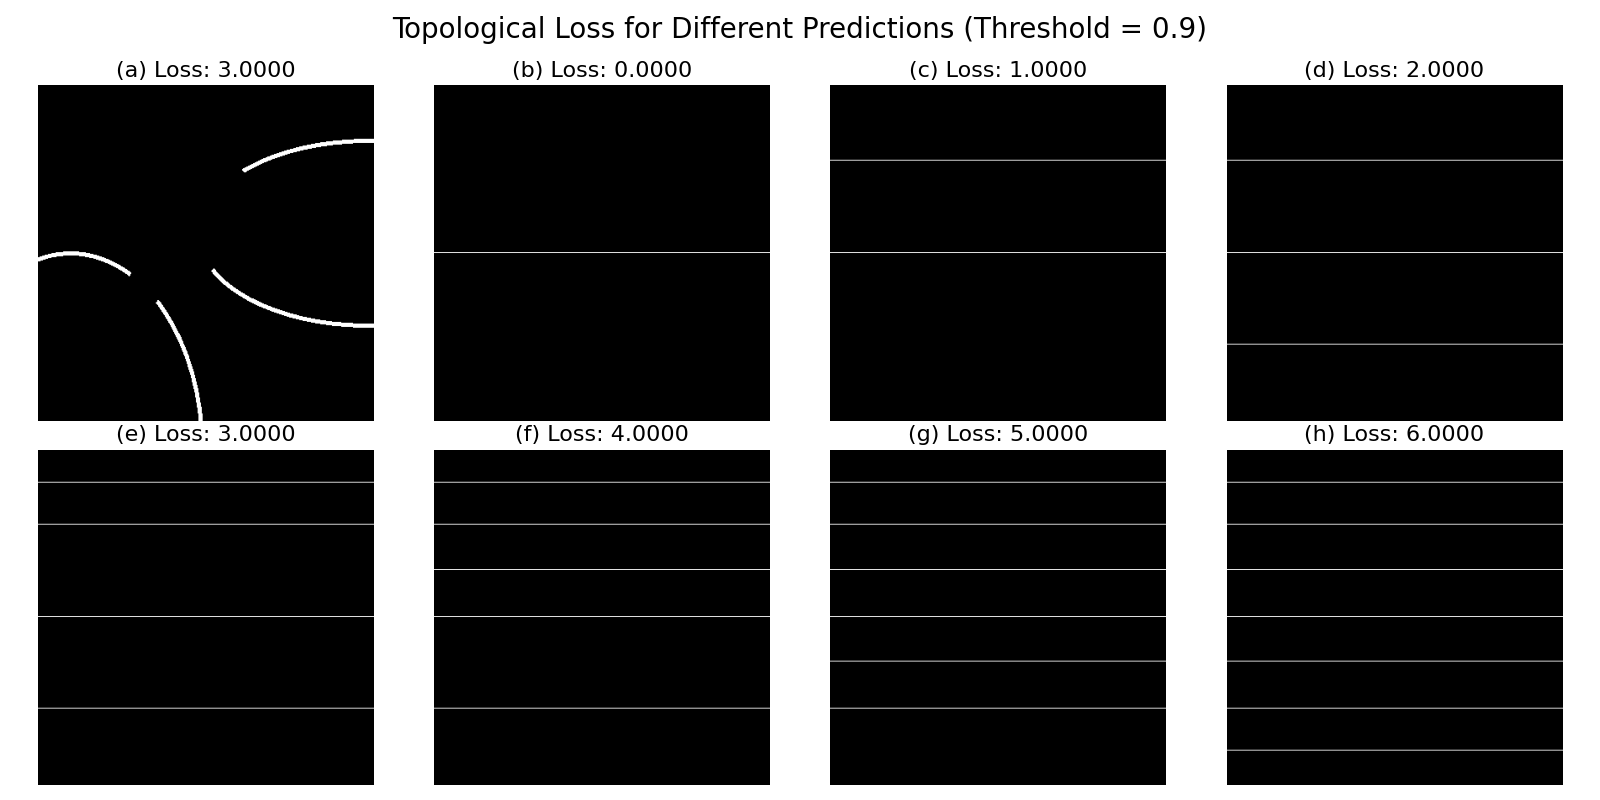 Topological Loss for Different Predictions (Threshold = 0.9)
(a) Loss: 3.0000
(b) Loss: 0.0000
(c) Loss: 1.0000
(d) Loss: 2.0000
(e) Loss: 3.0000
(f) Loss: 4.0000
(g) Loss: 5.0000
(h) Loss: 6.0000